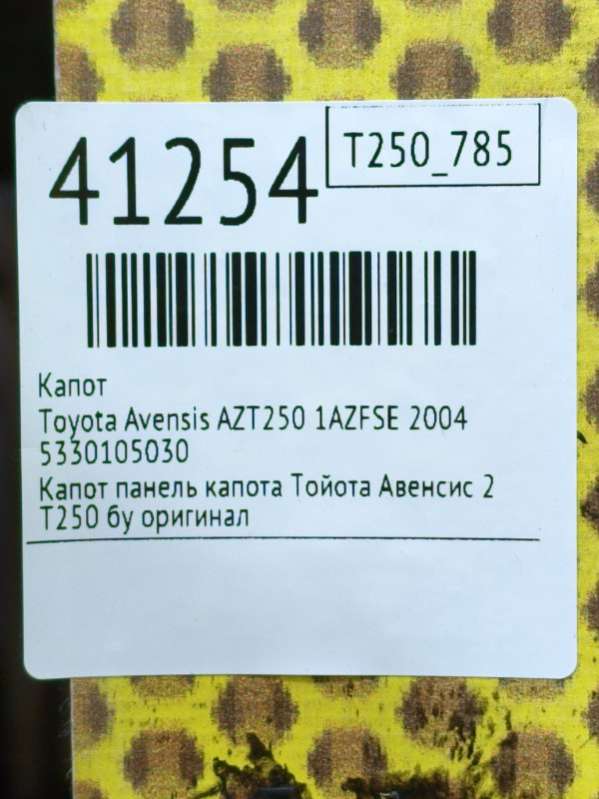 41254
T250_785
Капот
Toyota Avensis AZT250 1AZFSE 2004
5330105030
Капот панель капота Тойота Авенсис 2
T250 бу оригинал